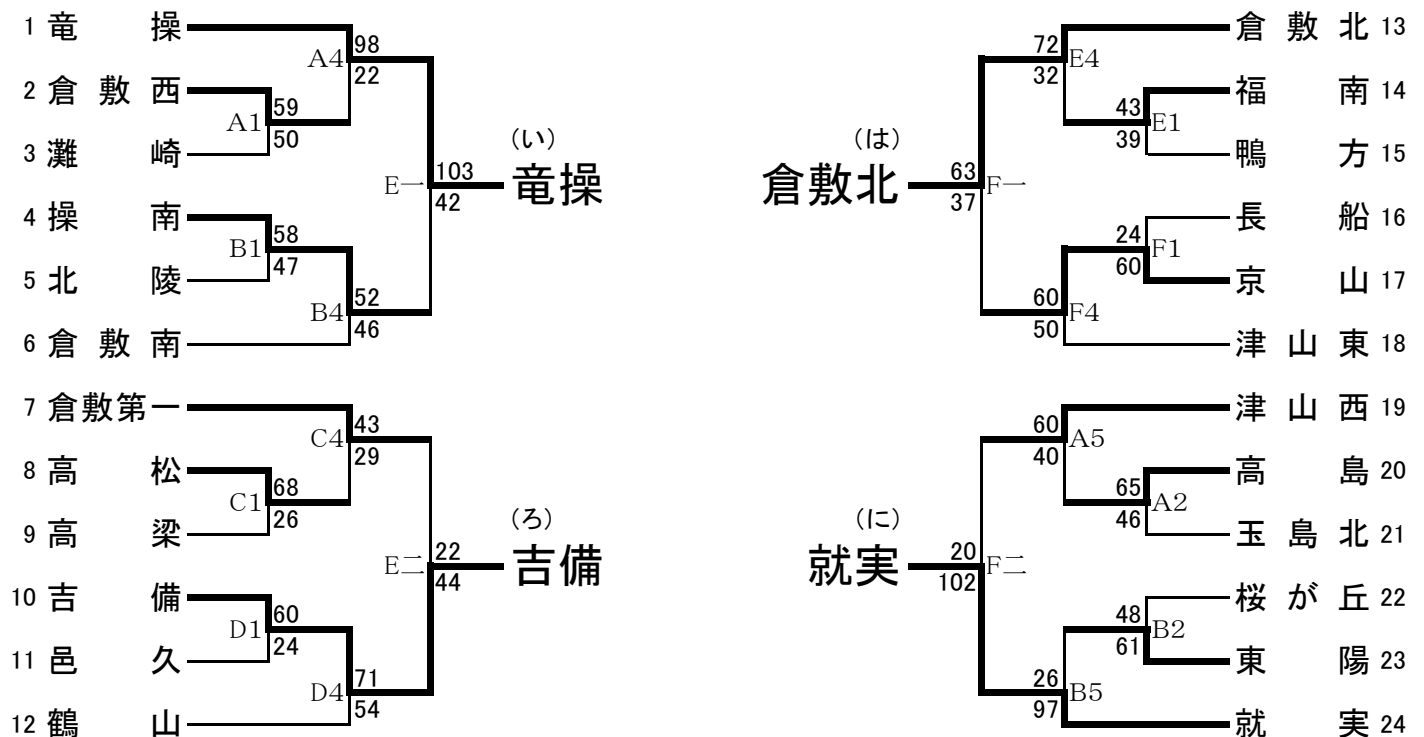 1 竜操
98
A4
22
2 倉敷西
59
A1
50
3 灘崎
(い)
103
E一
竜操
42
4 操南
58
B1
47
5 北陵
52
B4
46
6 倉敷南
7 倉敷第一
43
C4
29
8 高松
68
C1
26
9 高梁
(ろ)
22
E二
吉備
44
10 吉備
60
D1
24
11 邑久
71
D4
54
12 鶴山
倉敷北 13
72
E4
32
福南 14
43
E1
39
鴨方 15
(は)
63
倉敷北
F一
37
長船 16
24
F1
60
京山 17
60
F4
50
津山東 18
津山西 19
60
A5
40
高島 20
65
A2
46
玉島北 21
(に)
20
就実
F二
102
桜が丘 22
48
B2
61
東陽 23
26
B5
97
就実 24